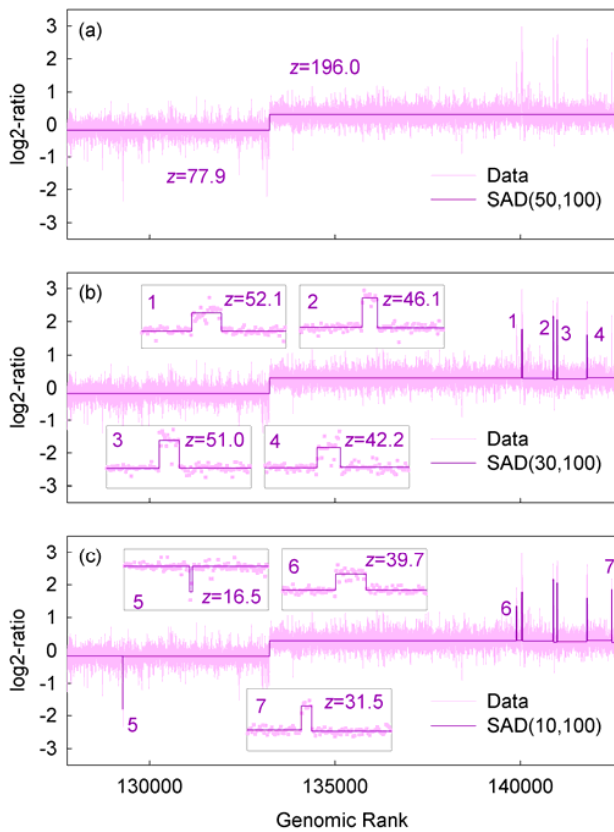 (a)
3
2
1
0
-1
-2
-3
log2-ratio
z=196.0
z=77.9
Data
SAD(50,100)
(b)
3
2
1
0
-1
-2
-3
log2-ratio
1
z=52.1
2
z=46.1
3
z=51.0
4
z=42.2
1
2
3
4
Data
SAD(30,100)
(c)
3
2
1
0
-1
-2
-3
log2-ratio
5
z=16.5
6
z=39.7
7
z=31.5
5
6
7
Data
SAD(10,100)
130000
135000
140000
Genomic Rank